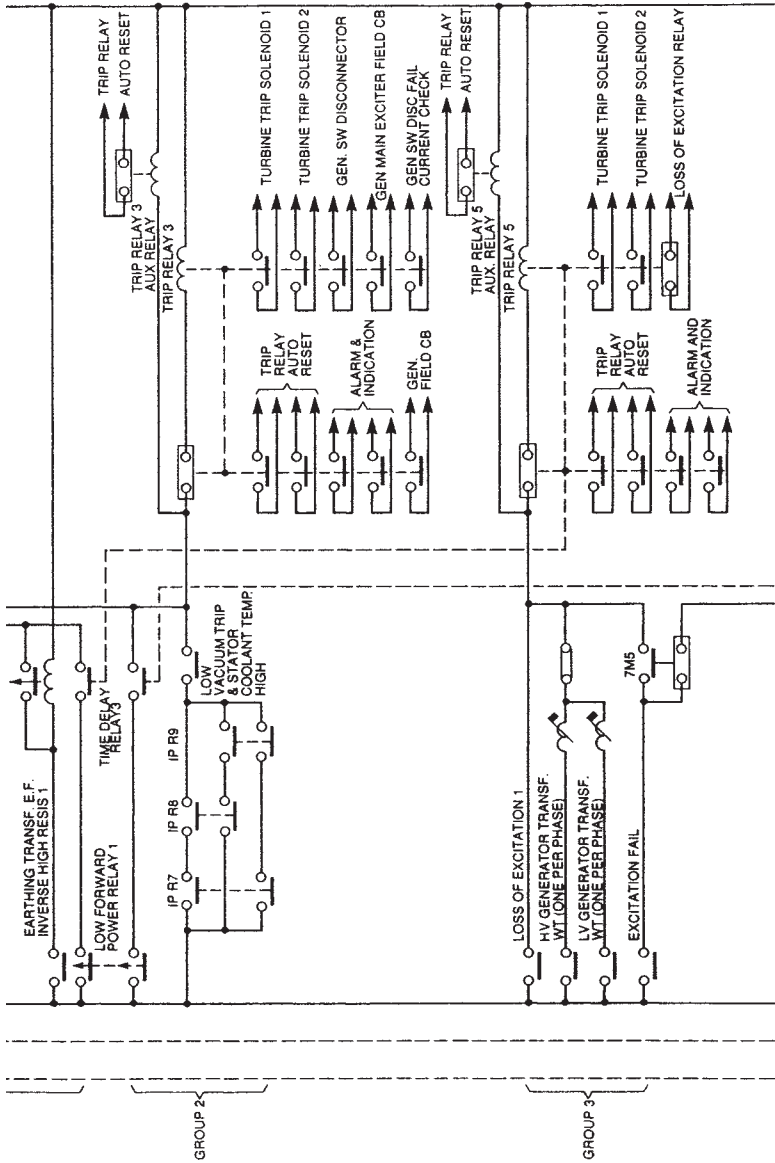 TRIP RELAY
AUTO RESET
TRIP RELAY 3
AUX RELAY
TRIP RELAY 3
TURBINE TRIP SOLENOID 1
TURBINE TRIP SOLENOID 2
GEN. SW DISCONNECTOR
GEN MAIN EXCITER FIELD CB
GEN SW DISC FAIL
CURRENT CHECK
TRIP
RELAY
AUTO
RESET
ALARM &
INDICATION
GEN.
FIELD CB
TRIP RELAY
AUTO RESET
TRIP RELAY 5
AUX. RELAY
TRIP RELAY 5
TURBINE TRIP SOLENOID 1
TURBINE TRIP SOLENOID 2
LOSS OF EXCITATION RELAY
TRIP
RELAY
AUTO
RESET
ALARM AND
INDICATION
EARTHING TRANSF. E.F.
INVERSE HIGH RESIS 1
LOW FORWARD
POWER RELAY 1
TIME DELAY
RELAY3
LOW
VACUUM TRIP
& STATOR
COOLANT TEMP.
HIGH
IP R7
IP R8
IP R9
LOSS OF EXCITATION 1
HV GENERATOR TRANSF.
WT (ONE PER PHASE)
LV GENERATOR TRANSF.
WT (ONE PER PHASE)
EXCITATION FAIL
7M5
GROUP 2
GROUP 3